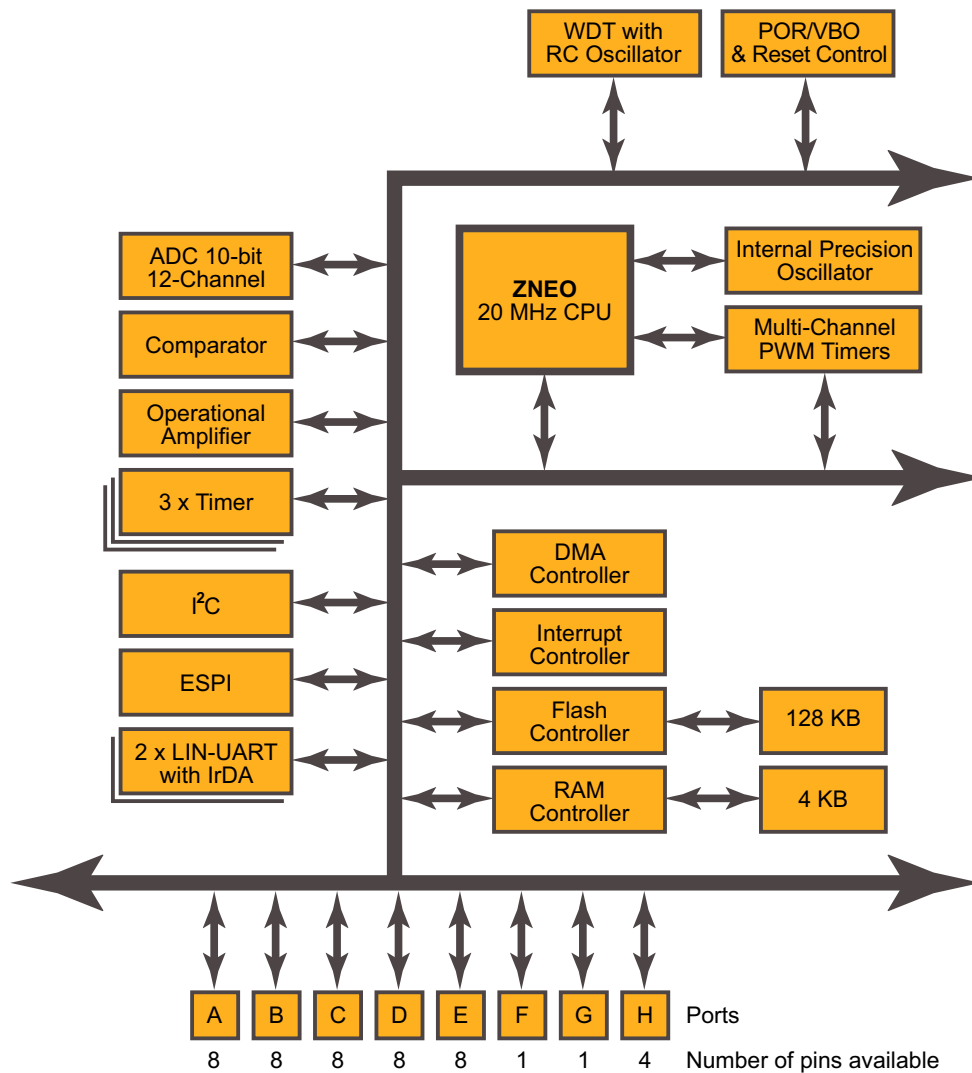 WDT with
RC Oscillator
POR/VBO
& Reset Control
ADC 10-bit
12-Channel
Comparator
Operational
Amplifier
3 x Timer
I²C
ESPI
2 x LIN-UART
with IrDA
ZNEO
20 MHz CPU
Internal Precision
Oscillator
Multi-Channel
PWM Timers
DMA
Controller
Interrupt
Controller
Flash
Controller
128 KB
RAM
Controller
4 KB
A B C D E F G H Ports
8 8 8 8 8 1 1 4 Number of pins available